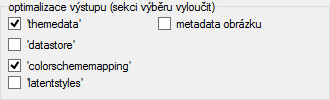 optimalizace výstupu (sekci výběru vyloučit)
'themedata' metadata obrázku
'datastore'
'colorschememapping'
'latentstyles'